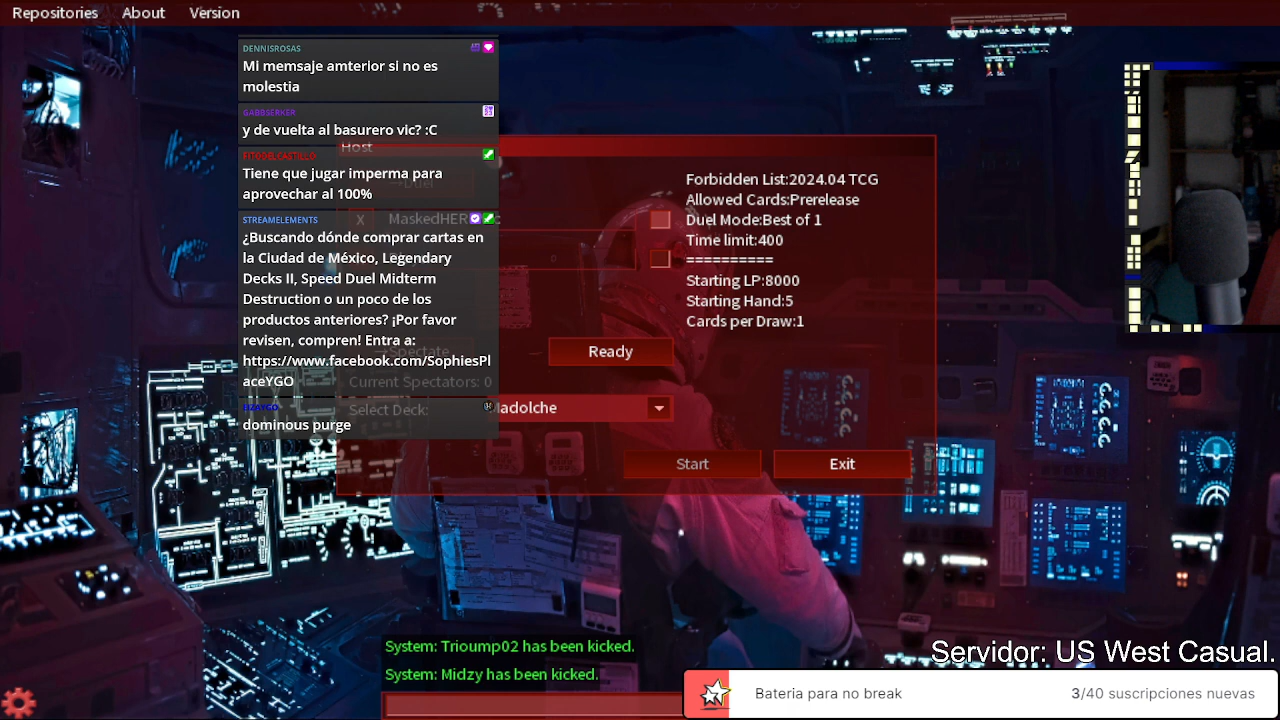 Repositories About Version
DENNISROSAS
Mi memsaje amterior si no es
molestia
GABBSERKER
y de vuelta al basurero vic? :C
Host
FITODELCASTILLO
Tiene que jugar imperma para
aprovechar al 100%
Duel
STREAMELEMENTS
X MaskedHER
¿Buscando dónde comprar cartas en
la Ciudad de México, Legendary
Decks II, Speed Duel Midterm
Destruction o un poco de los
productos anteriores? ¡Por favor
revisen, compren! Entra a:
https://www.facebook.com/SophiesPl
aceYGO
Spectate
Current Spectators: 0
Select Deck:
dominous purge
Forbidden List:2024.04 TCG
Allowed Cards:Prerelease
Duel Mode:Best of 1
Time limit:400
==========
Starting LP:8000
Starting Hand:5
Cards per Draw:1
Ready
adolche
Start Exit
System: Trioump02 has been kicked.
System: Midzy has been kicked.
Servidor: US West Casual.
Bateria para no break 3/40 suscripciones nuevas